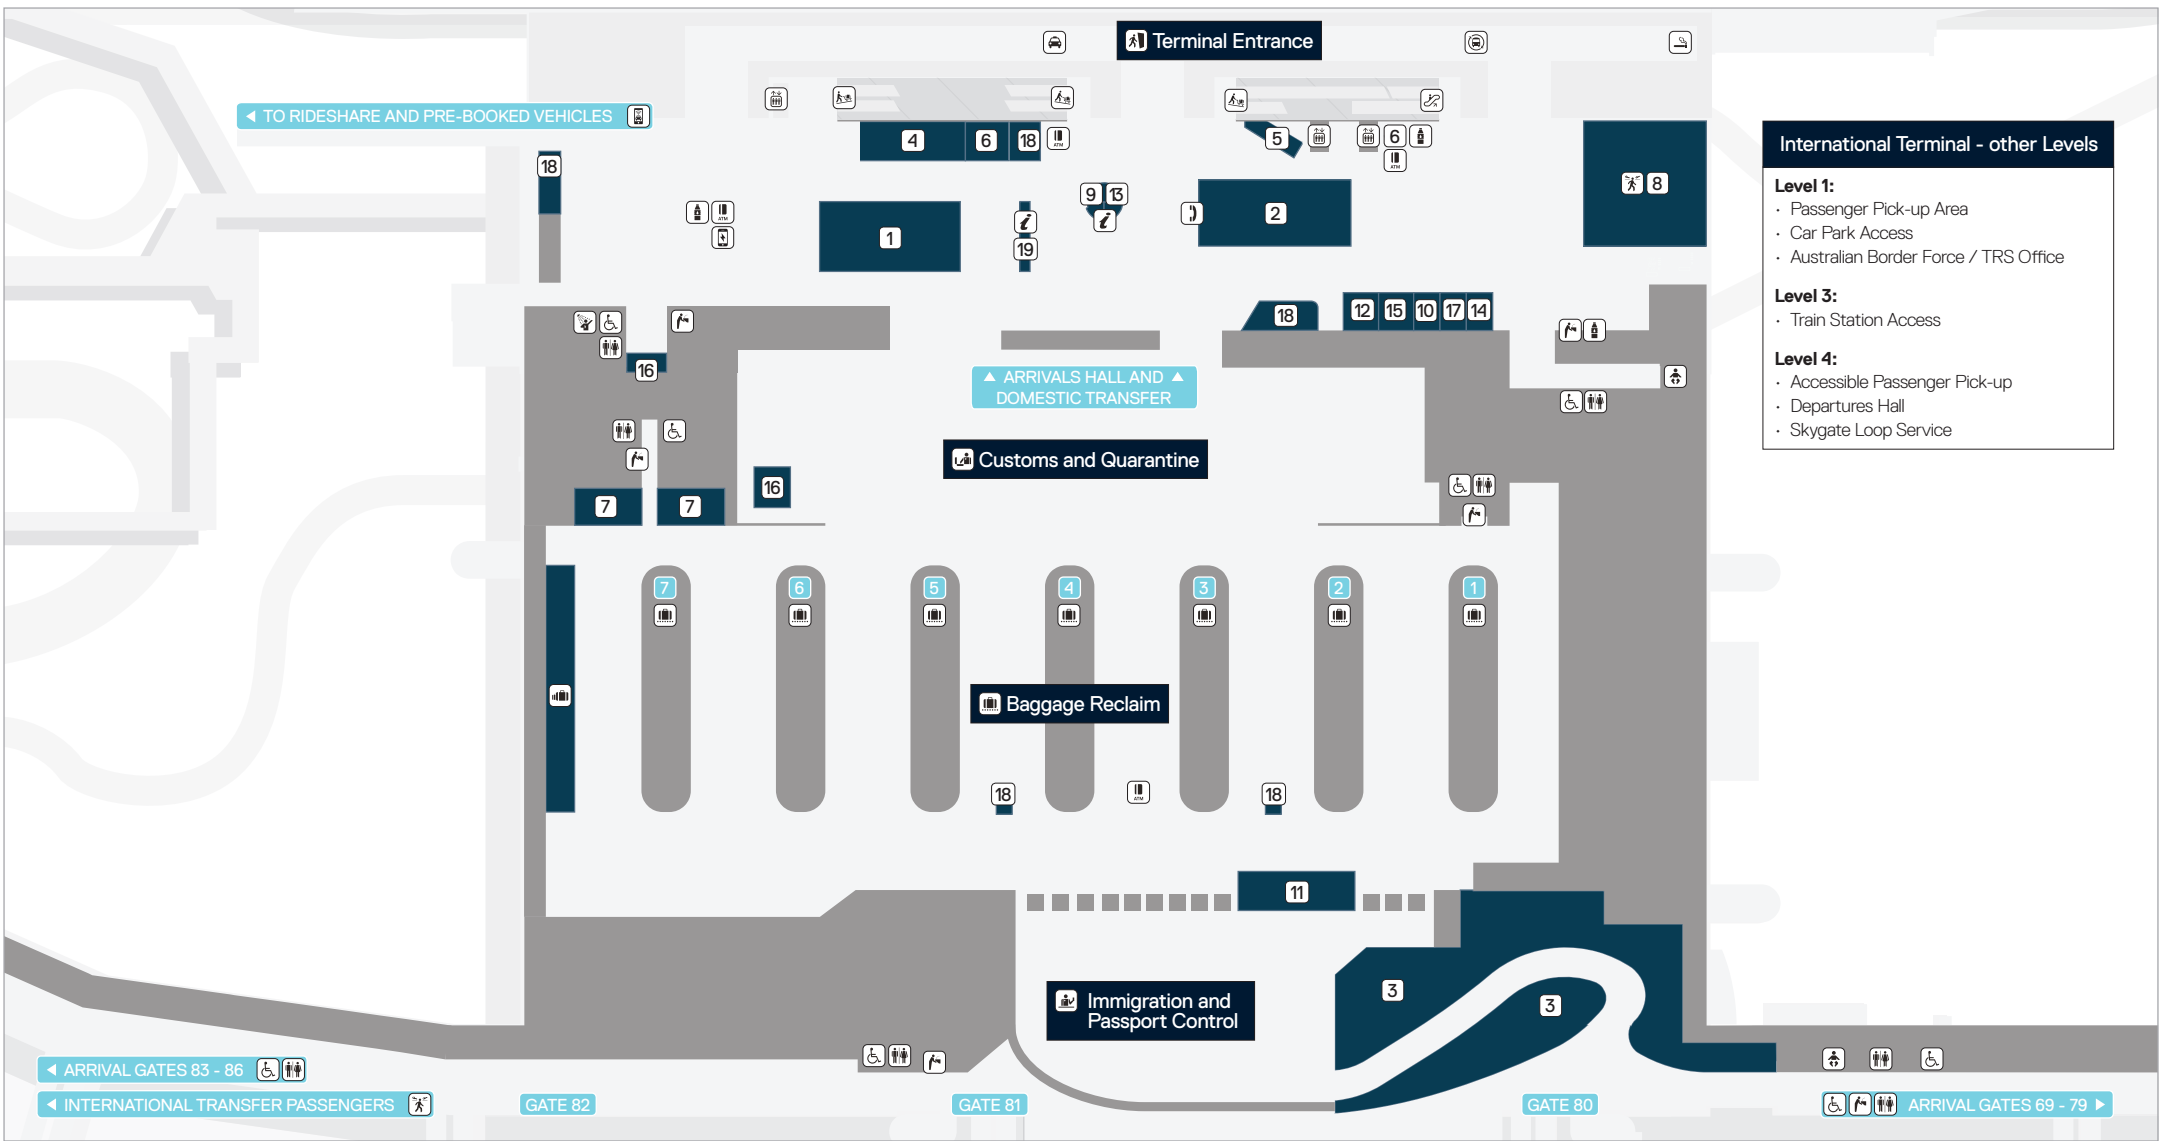 Terminal Entrance
◄ TO RIDESHARE AND PRE-BOOKED VEHICLES
4
6
18
ATM
5
6
ATM
18
8
9
13
ATM
1
19
2
18
12
15
10
17
14
16
▲ ARRIVALS HALL AND ▲
DOMESTIC TRANSFER
Customs and Quarantine
16
7
7
7
6
5
4
3
2
1
Baggage Reclaim
18
ATM
18
11
3
3
Immigration and
Passport Control
◄ ARRIVAL GATES 83 - 86
◄ INTERNATIONAL TRANSFER PASSENGERS
GATE 82
GATE 81
GATE 80
ARRIVAL GATES 69 - 79 ►
International Terminal - other Levels
Level 1:
· Passenger Pick-up Area
· Car Park Access
· Australian Border Force / TRS Office
Level 3:
· Train Station Access
Level 4:
· Accessible Passenger Pick-up
· Departures Hall
· Skygate Loop Service